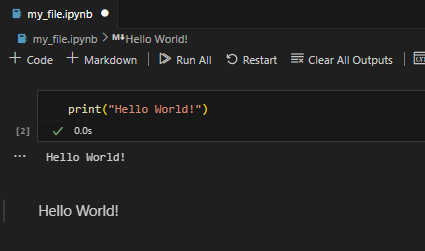 my_file.ipynb
my_file.ipynb > M↓Hello World!
+ Code + Markdown | Run All Restart Clear All Outputs
print("Hello World!")
[2] ✓ 0.0s
... Hello World!
Hello World!